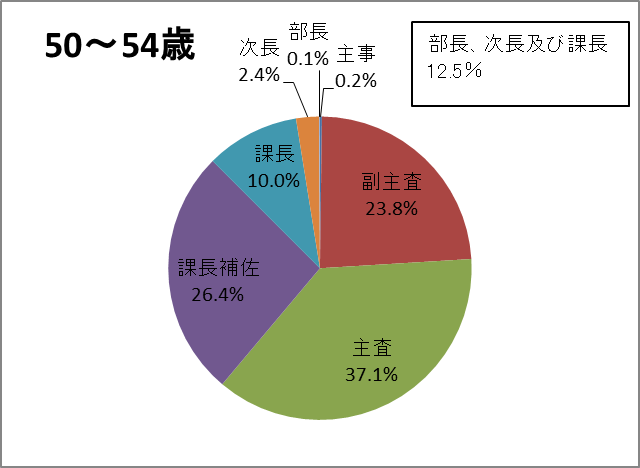 50～54歳
部長、次長及び課長
12.5％
部長
0.1%
次長
2.4%
主事
0.2%
課長
10.0%
副主査
23.8%
課長補佐
26.4%
主査
37.1%